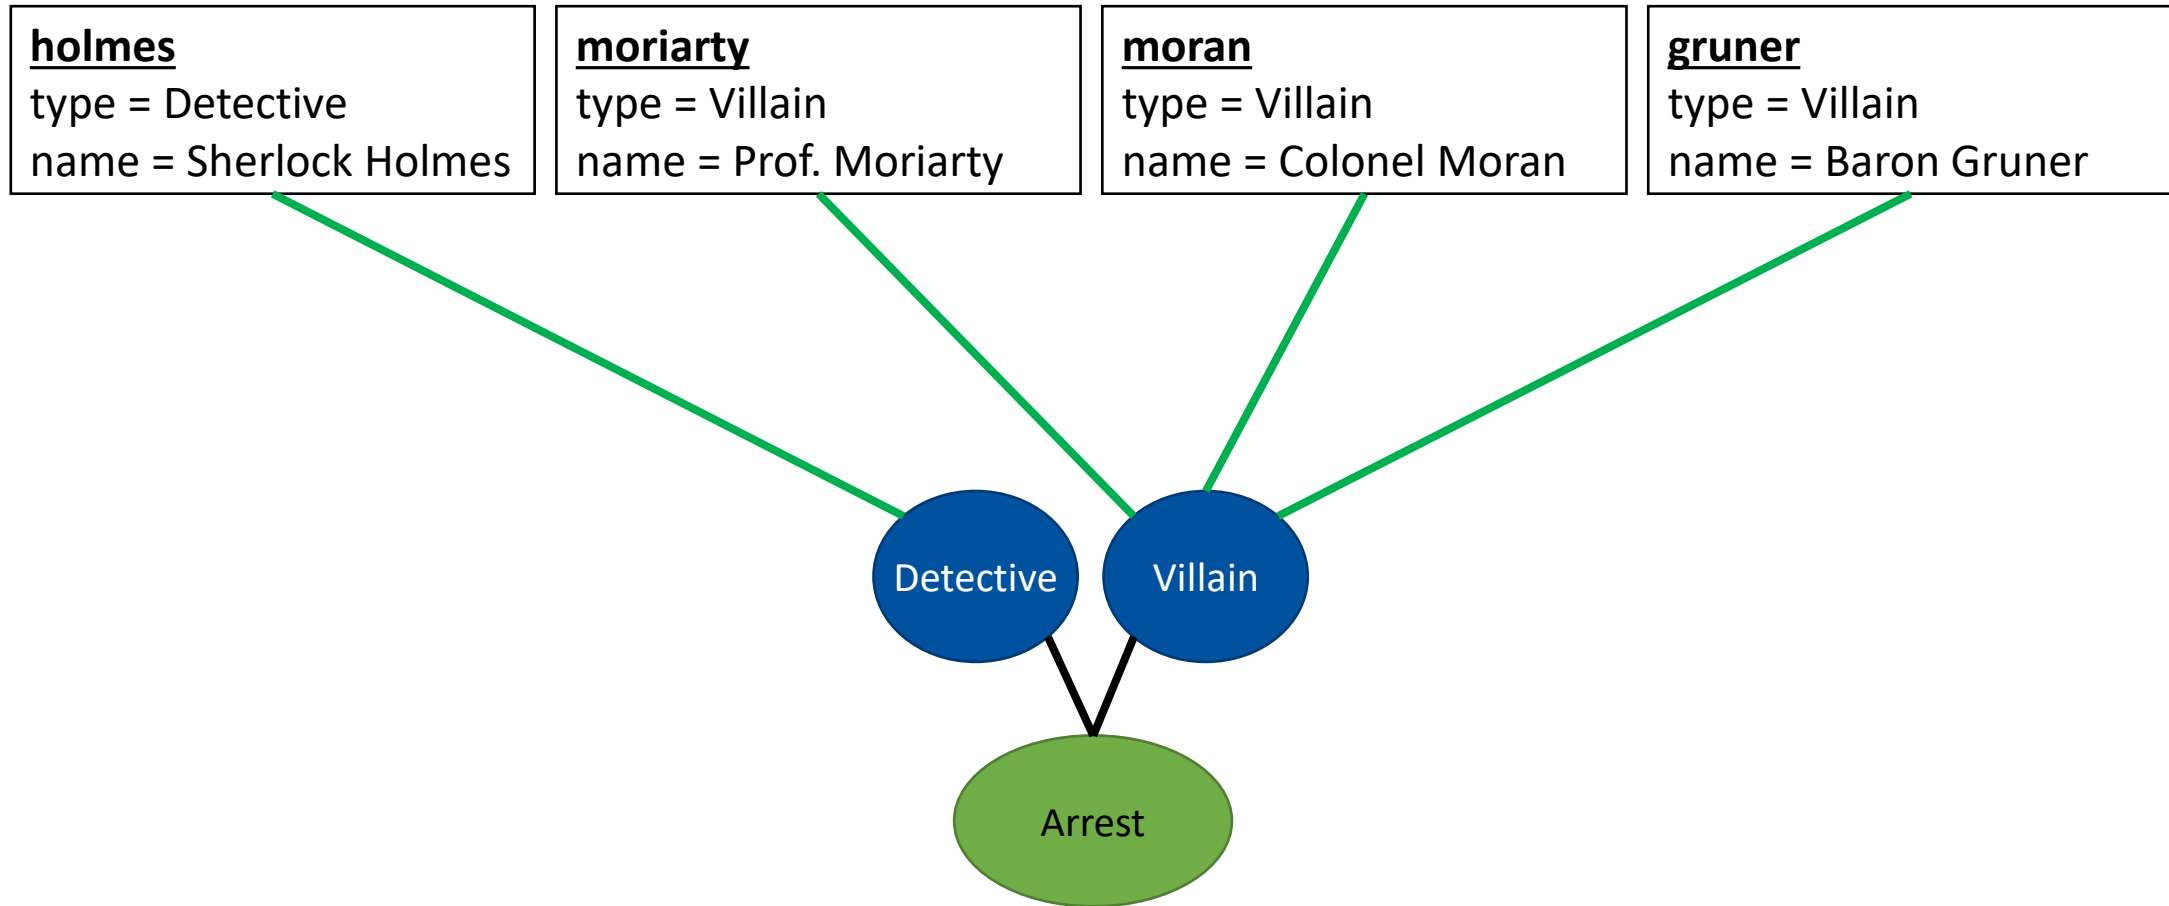 holmes
type = Detective
name = Sherlock Holmes
moriarty
type = Villain
name = Prof. Moriarty
moran
type = Villain
name = Colonel Moran
gruner
type = Villain
name = Baron Gruner
Detective
Villain
Arrest